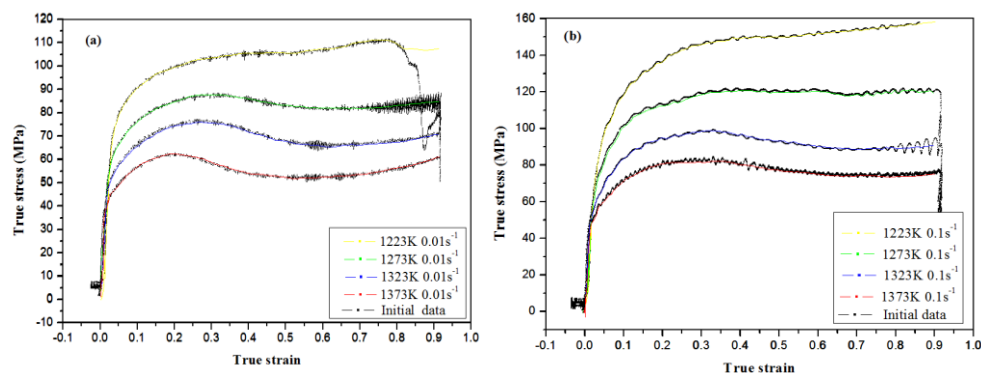 (a)
True stress (MPa)
120
110
100
90
80
70
60
50
40
30
20
10
0
-10
-0.1 0.0 0.1 0.2 0.3 0.4 0.5 0.6 0.7 0.8 0.9 1.0
True strain
1223K 0.01s⁻¹
1273K 0.01s⁻¹
1323K 0.01s⁻¹
1373K 0.01s⁻¹
Initial data
(b)
True stress (MPa)
160
140
120
100
80
60
40
20
0
-0.1 0.0 0.1 0.2 0.3 0.4 0.5 0.6 0.7 0.8 0.9 1.0
True strain
1223K 0.1s⁻¹
1273K 0.1s⁻¹
1323K 0.1s⁻¹
1373K 0.1s⁻¹
Initial data